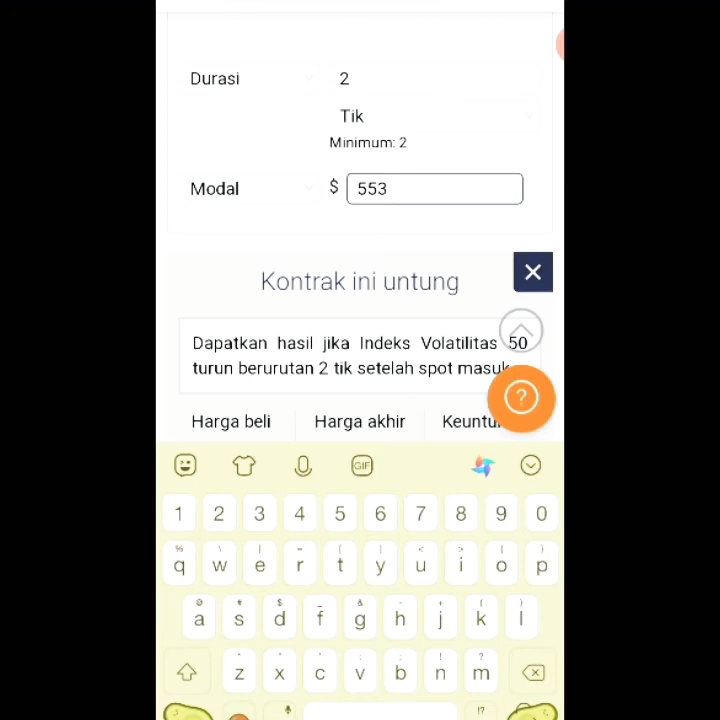 Durasi 2
Tik
Minimum: 2
Modal $ 553
Kontrak ini untung
Dapatkan hasil jika Indeks Volatilitas 50
turun berurutan 2 tik setelah spot masuk
Harga beli Harga akhir
GIF
1 2 3 4 5 6 7 8 9 0
q w e r t y u i o p
a s d f g h j k l
z x c v b n m
!?